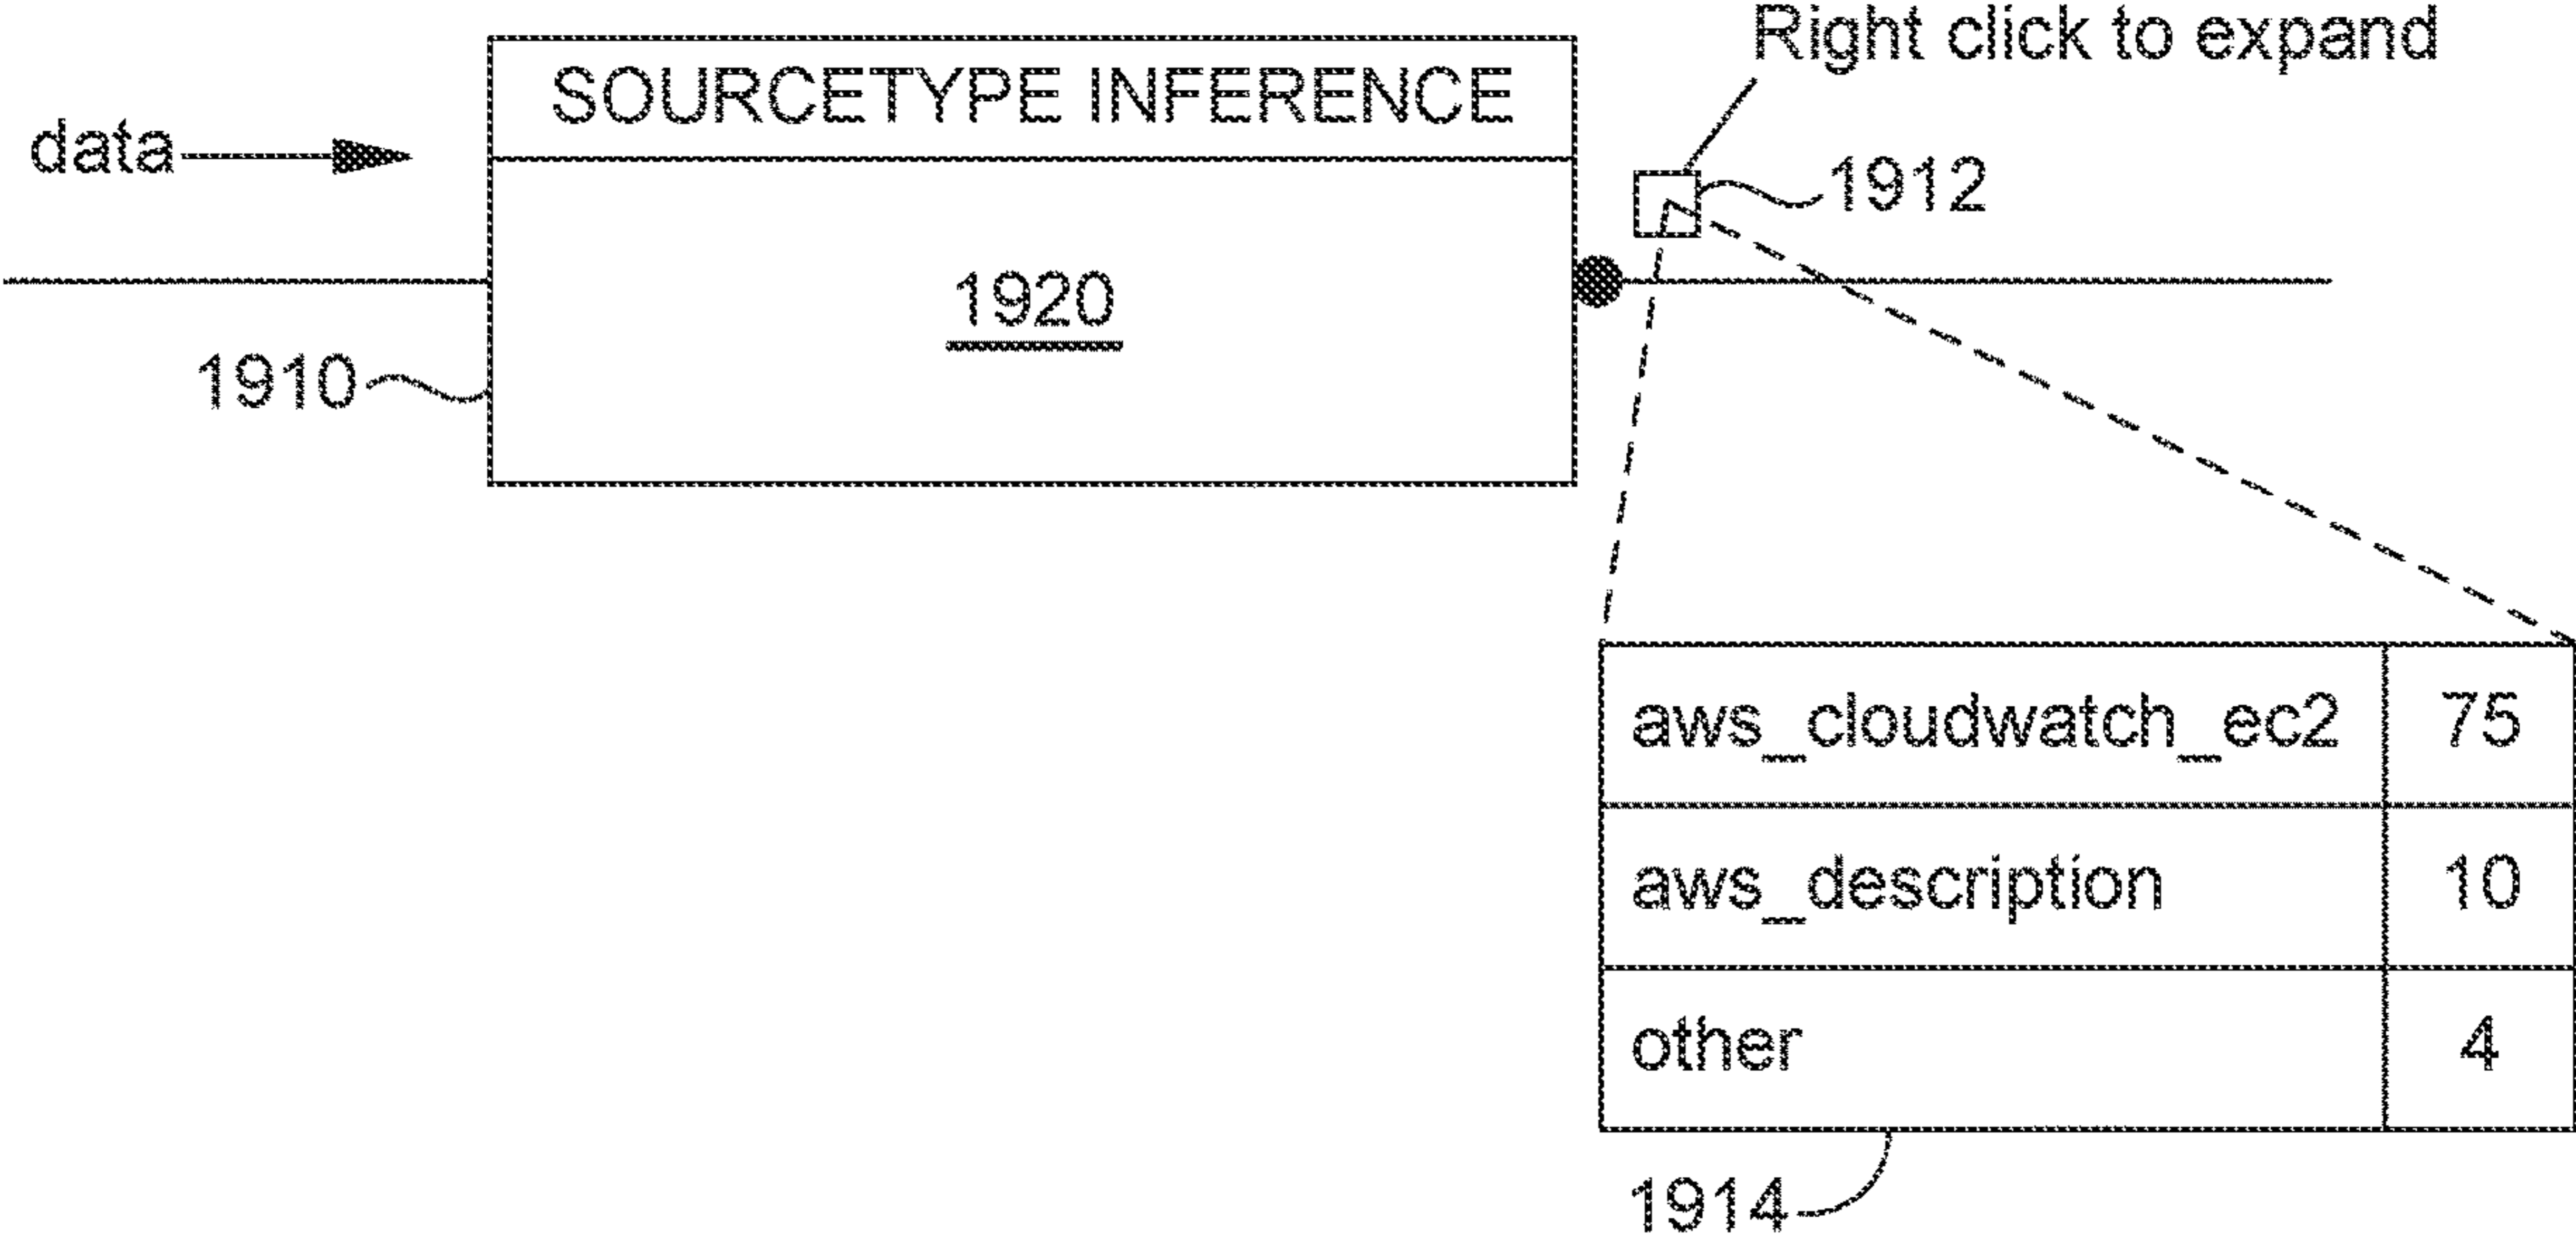 Right click to expand
SOURCETYPE INFERENCE
data
1912
1920
1910
aws_cloudwatch_ec2 75
aws_description 10
other 4
1914